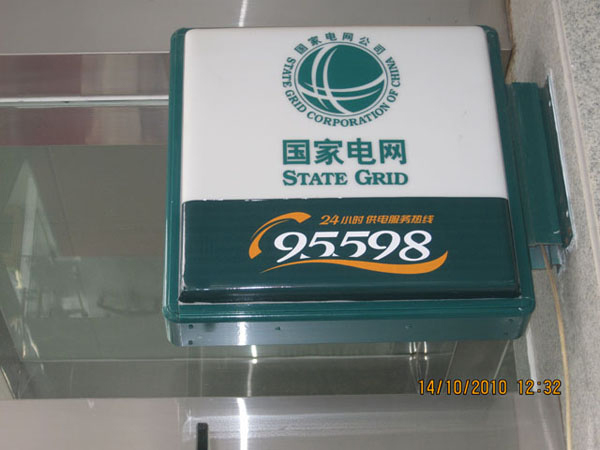 国家电网公司
STATE GRID CORPORATION OF CHINA
国家电网
STATE GRID
24小时 供电服务热线
95598
14/10/2010 12:32